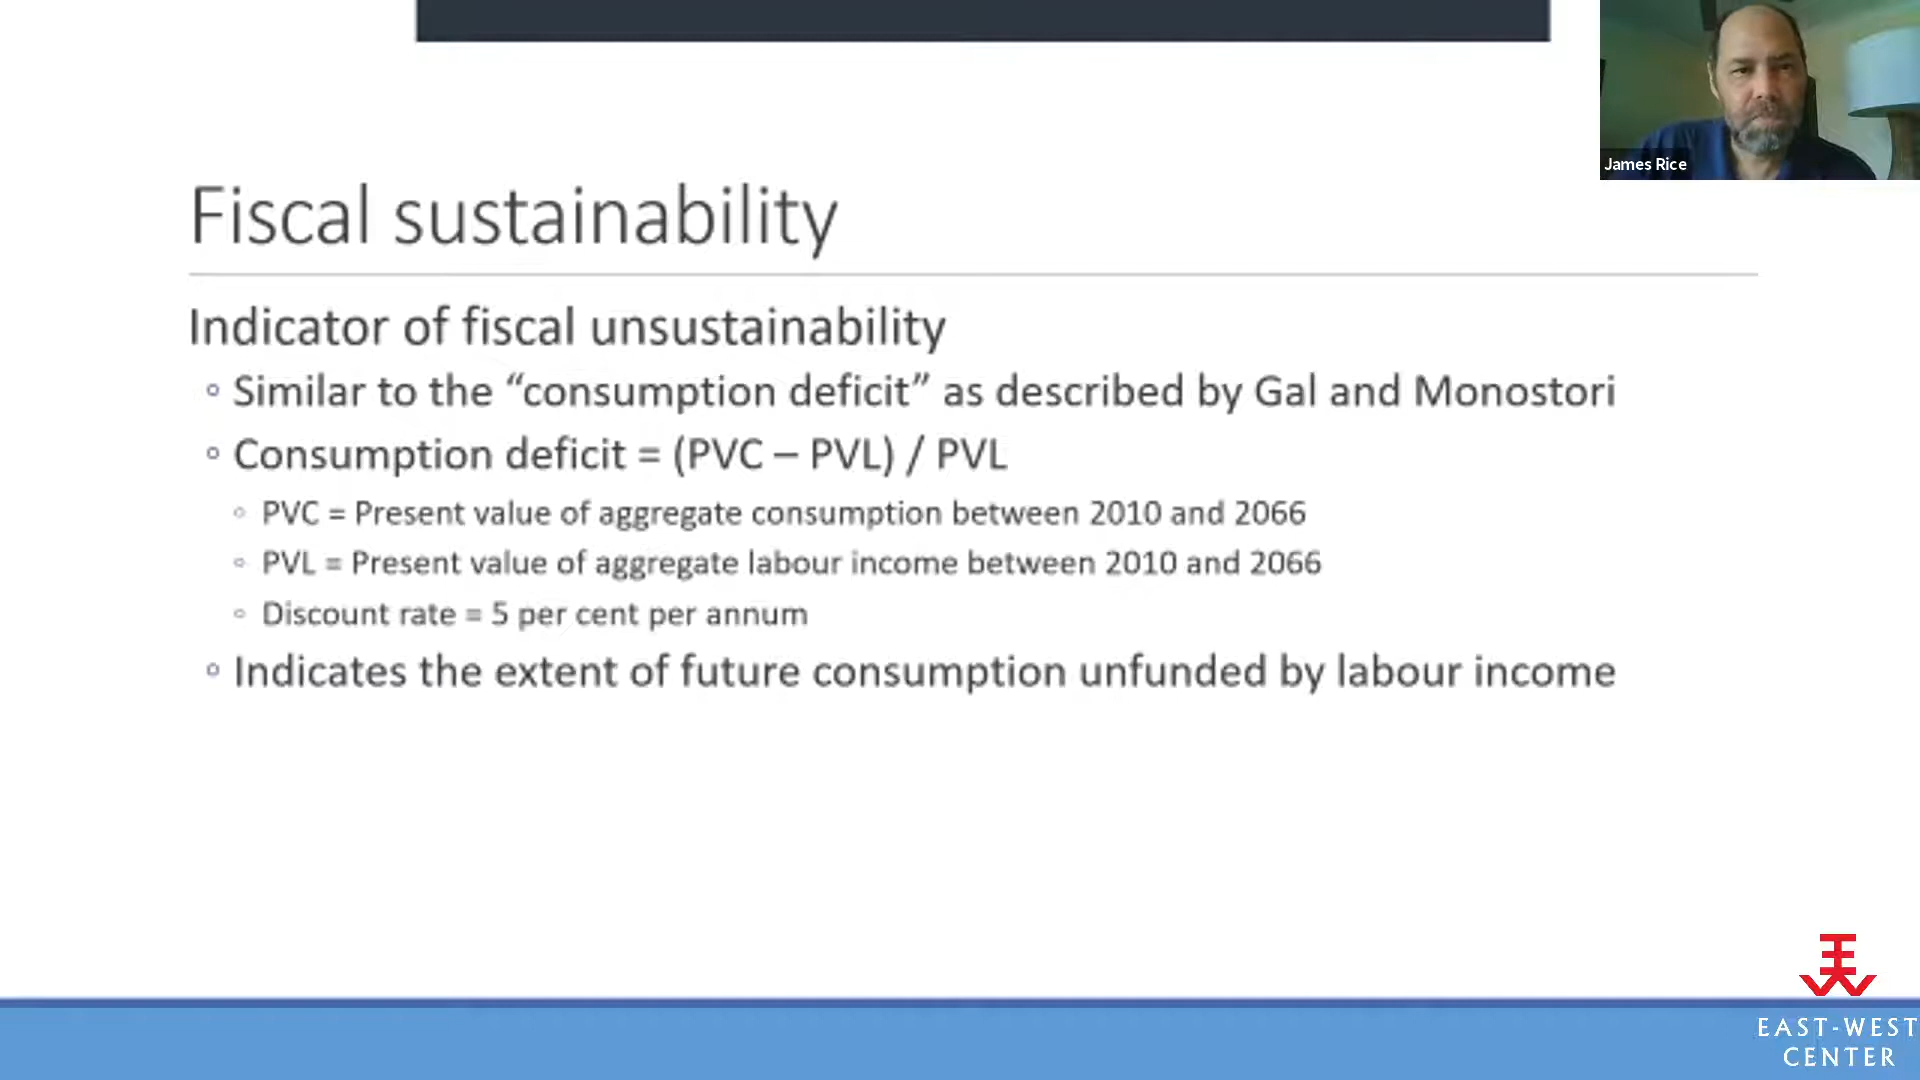 James Rice
Fiscal sustainability
Indicator of fiscal unsustainability
◦ Similar to the “consumption deficit” as described by Gal and Monostori
◦ Consumption deficit = (PVC – PVL) / PVL
◦ PVC = Present value of aggregate consumption between 2010 and 2066
◦ PVL = Present value of aggregate labour income between 2010 and 2066
◦ Discount rate = 5 per cent per annum
◦ Indicates the extent of future consumption unfunded by labour income
EAST-WEST
CENTER